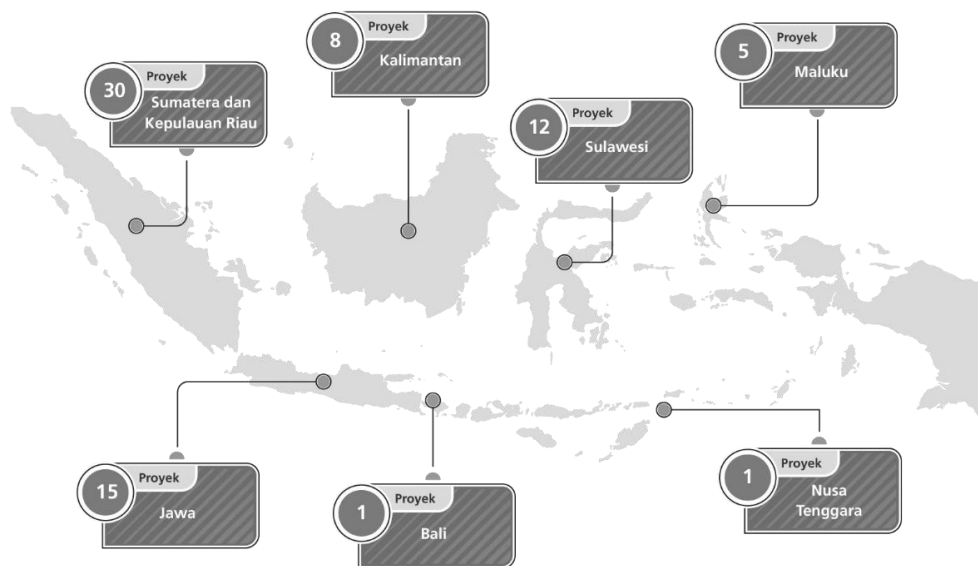 8
Proyek
Kalimantan
5
Proyek
Maluku
30
Proyek
Sumatera dan
Kepulauan Riau
12
Proyek
Sulawesi
15
Proyek
Jawa
1
Proyek
Bali
1
Proyek
Nusa
Tenggara